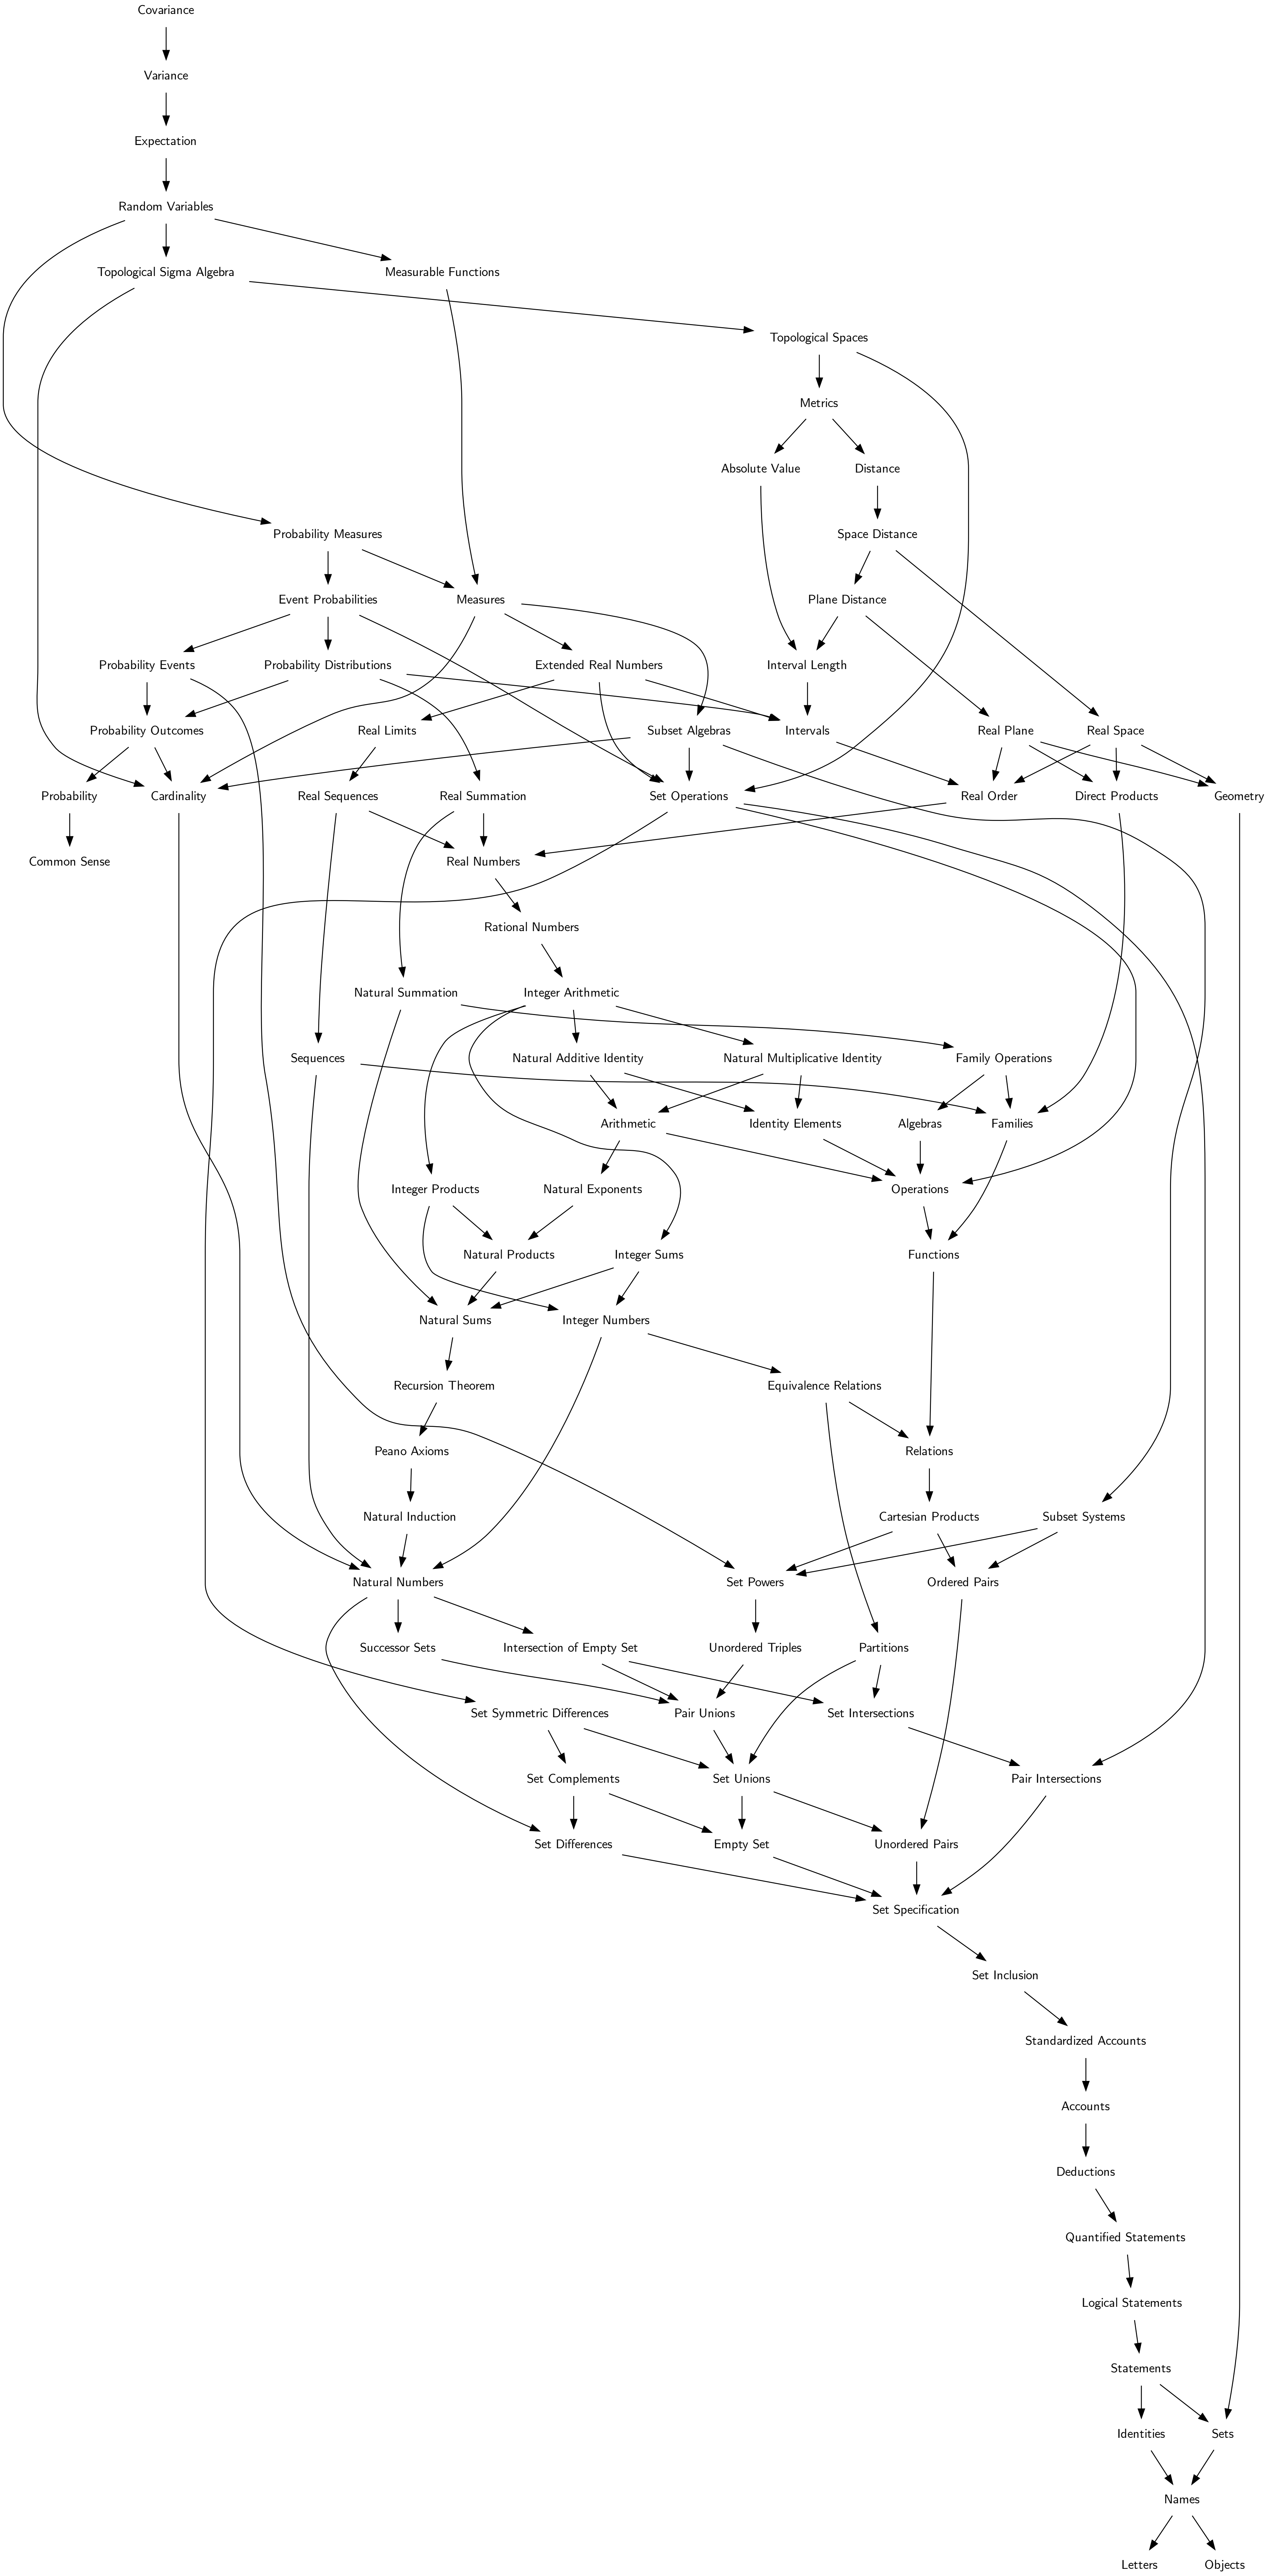 Covariance
Variance
Expectation
Random Variables
Topological Sigma Algebra
Measurable Functions
Topological Spaces
Metrics
Absolute Value
Distance
Probability Measures
Space Distance
Event Probabilities
Measures
Plane Distance
Probability Events
Probability Distributions
Extended Real Numbers
Interval Length
Probability Outcomes
Real Limits
Subset Algebras
Intervals
Real Plane
Real Space
Probability
Cardinality
Real Sequences
Real Summation
Set Operations
Real Order
Direct Products
Geometry
Common Sense
Real Numbers
Rational Numbers
Natural Summation
Integer Arithmetic
Sequences
Natural Additive Identity
Natural Multiplicative Identity
Family Operations
Arithmetic
Identity Elements
Algebras
Families
Integer Products
Natural Exponents
Operations
Natural Products
Integer Sums
Functions
Natural Sums
Integer Numbers
Recursion Theorem
Equivalence Relations
Peano Axioms
Relations
Natural Induction
Cartesian Products
Subset Systems
Natural Numbers
Set Powers
Ordered Pairs
Successor Sets
Intersection of Empty Set
Unordered Triples
Partitions
Set Symmetric Differences
Pair Unions
Set Intersections
Set Complements
Set Unions
Pair Intersections
Set Differences
Empty Set
Unordered Pairs
Set Specification
Set Inclusion
Standardized Accounts
Accounts
Deductions
Quantified Statements
Logical Statements
Statements
Identities
Sets
Names
Letters
Objects